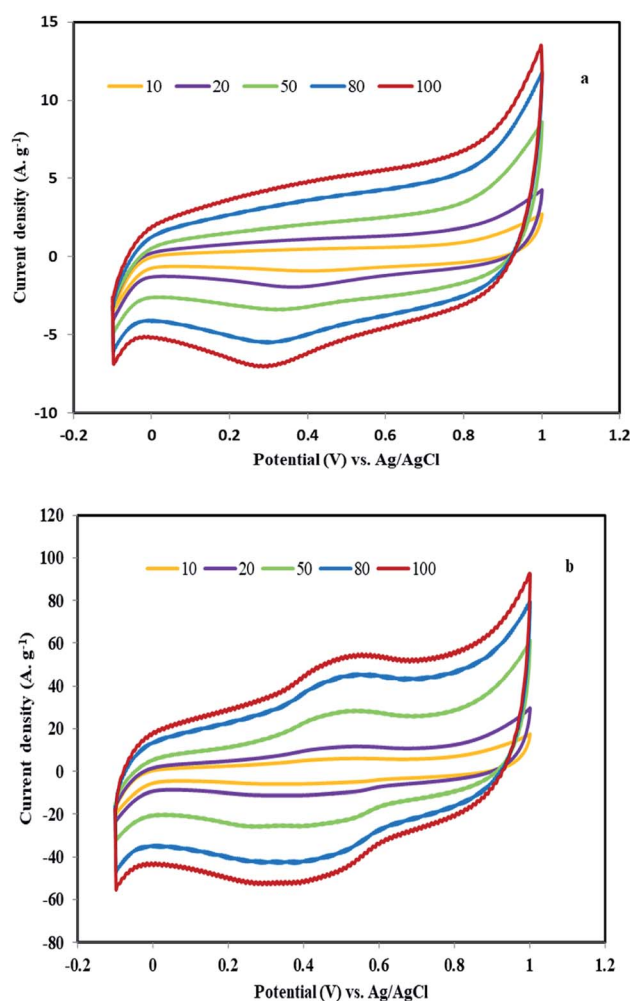 15
10 20 50 80 100 a
10
5
0
-5
-10
-0.2 0 0.2 0.4 0.6 0.8 1 1.2
Current density (A. g-1)
Potential (V) vs. Ag/AgCl
120
100
10 20 50 80 100 b
80
60
40
20
0
-20
-40
-60
-80
-0.2 0 0.2 0.4 0.6 0.8 1 1.2
Current density (A. g-1)
Potential (V) vs. Ag/AgCl